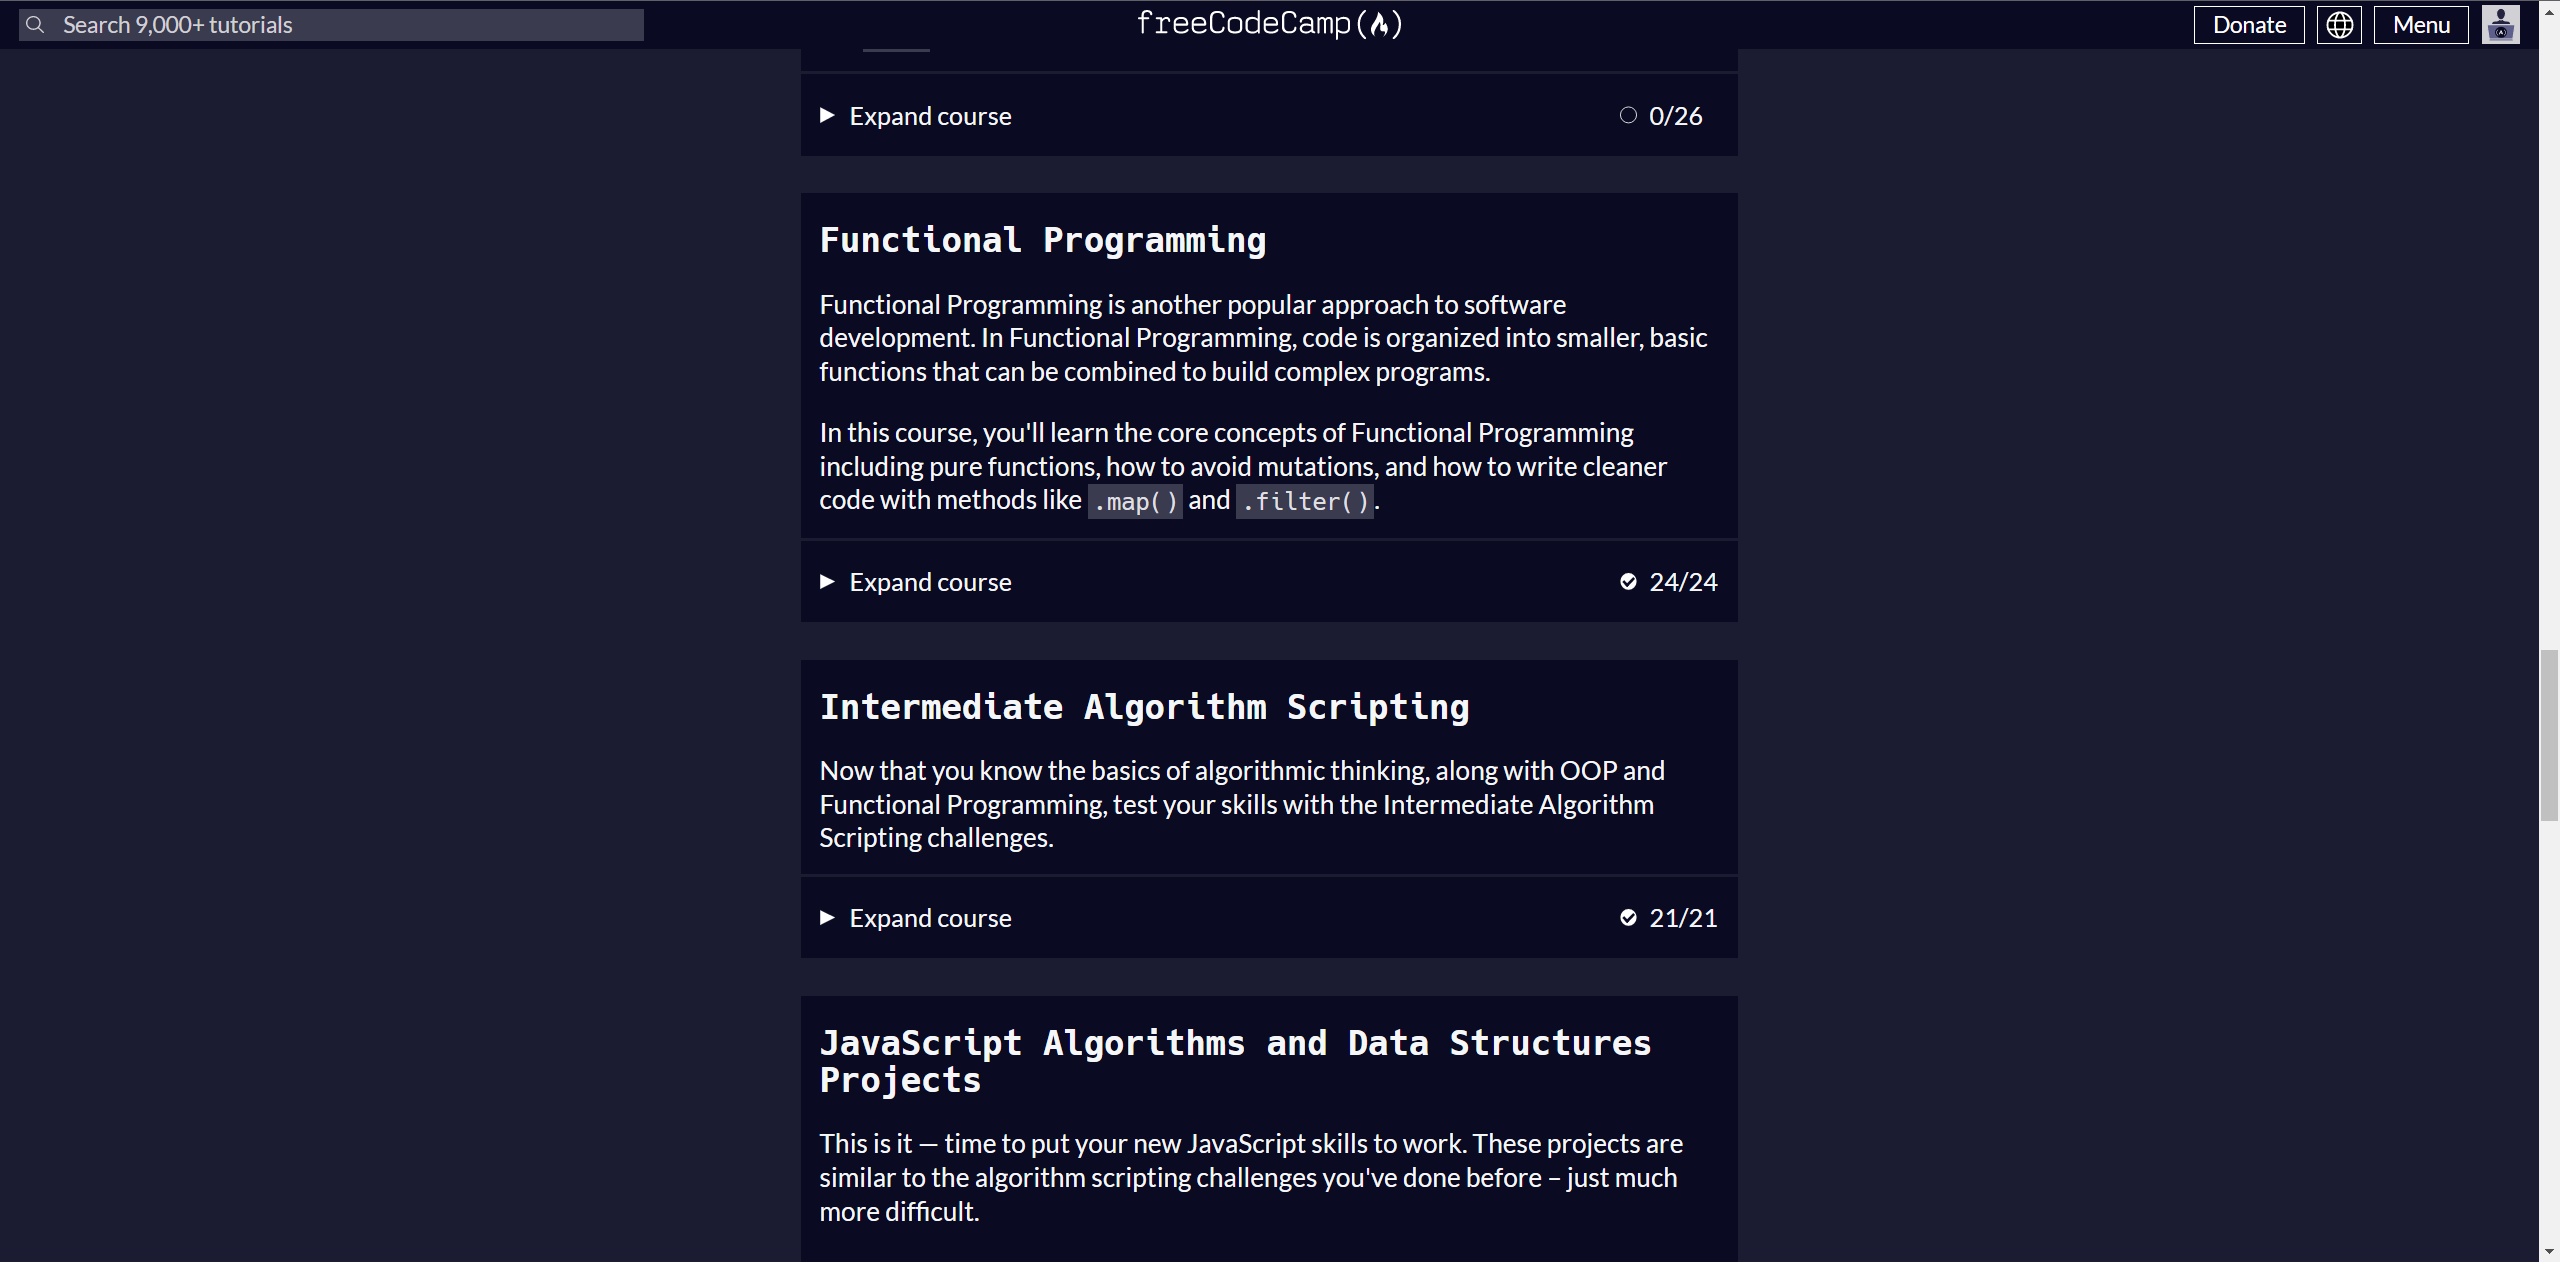 Search 9,000+ tutorials
freeCodeCamp
Donate
Menu
Expand course
0/26
Functional Programming
Functional Programming is another popular approach to software
development. In Functional Programming, code is organized into smaller, basic
functions that can be combined to build complex programs.
In this course, you'll learn the core concepts of Functional Programming
including pure functions, how to avoid mutations, and how to write cleaner
code with methods like .map() and .filter().
Expand course
24/24
Intermediate Algorithm Scripting
Now that you know the basics of algorithmic thinking, along with OOP and
Functional Programming, test your skills with the Intermediate Algorithm
Scripting challenges.
Expand course
21/21
JavaScript Algorithms and Data Structures
Projects
This is it — time to put your new JavaScript skills to work. These projects are
similar to the algorithm scripting challenges you've done before – just much
more difficult.